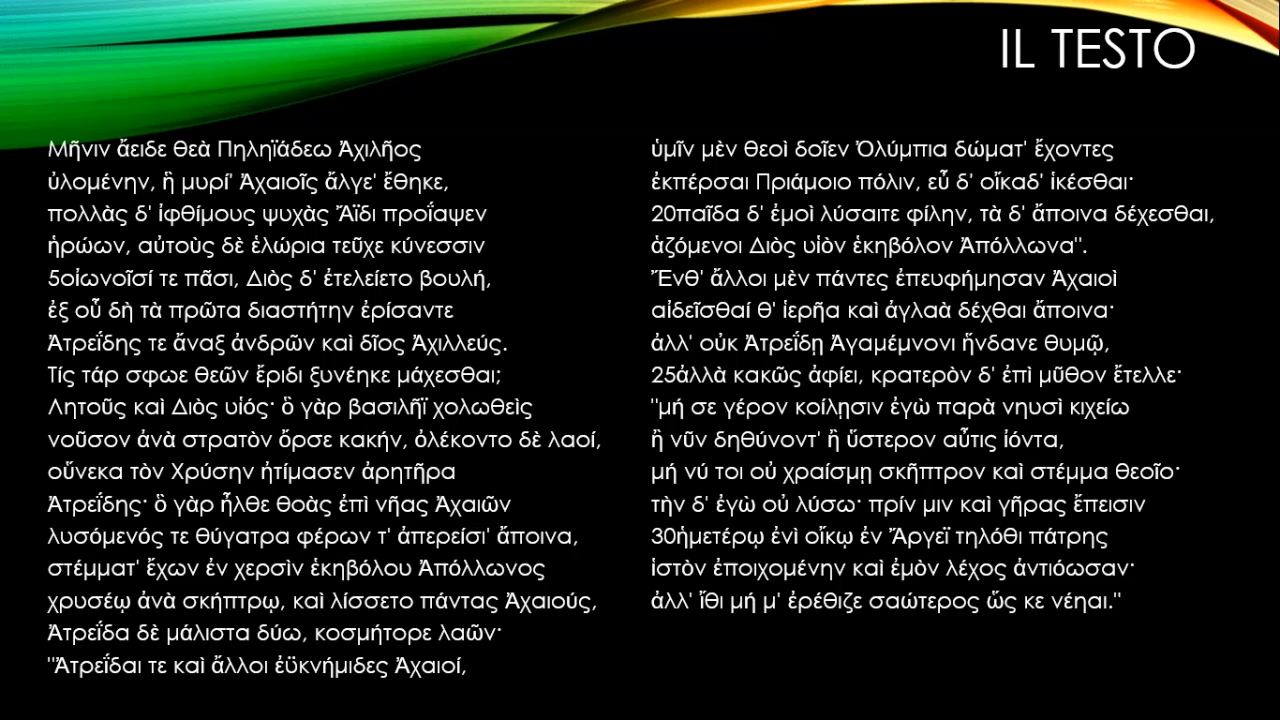 IL TESTO
Μῆνιν ἄειδε θεὰ Πηληϊάδεω Ἀχιλῆος
ὐλομένην, ἣ μυρί' Ἀχαιοῖς ἄλγε' ἔθηκε,
πολλὰς δ' ἰφθίμους ψυχὰς Ἄϊδι προΐαψεν
ἡρώων, αὐτοὺς δὲ ἑλώρια τεῦχε κύνεσσιν
5οἰωνοῖσί τε πᾶσι, Διὸς δ' ἐτελείετο βουλή,
ἐξ οὗ δὴ τὰ πρῶτα διαστήτην ἐρίσαντε
Ἀτρεΐδης τε ἄναξ ἀνδρῶν καὶ δῖος Ἀχιλλεύς.
Τίς τάρ σφωε θεῶν ἔριδι ξυνέηκε μάχεσθαι;
Λητοῦς καὶ Διὸς υἱός· ὃ γὰρ βασιλῆϊ χολωθεὶς
νοῦσον ἀνὰ στρατὸν ὄρσε κακήν, ὀλέκοντο δὲ λαοί,
οὕνεκα τὸν Χρύσην ἠτίμασεν ἀρητῆρα
Ἀτρεΐδης· ὃ γὰρ ἦλθε θοὰς ἐπὶ νῆας Ἀχαιῶν
λυσόμενός τε θύγατρα φέρων τ' ἀπερείσι' ἄποινα,
στέμματ' ἔχων ἐν χερσὶν ἑκηβόλου Ἀπόλλωνος
χρυσέῳ ἀνὰ σκήπτρῳ, καὶ λίσσετο πάντας Ἀχαιούς,
Ἀτρεΐδα δὲ μάλιστα δύω, κοσμήτορε λαῶν·
"Ἀτρεΐδαι τε καὶ ἄλλοι ἐϋκνήμιδες Ἀχαιοί,
ὑμῖν μὲν θεοὶ δοῖεν Ὀλύμπια δώματ' ἔχοντες
ἐκπέρσαι Πριάμοιο πόλιν, εὖ δ' οἴκαδ' ἱκέσθαι·
20παῖδα δ' ἐμοὶ λύσαιτε φίλην, τὰ δ' ἄποινα δέχεσθαι,
ἁζόμενοι Διὸς υἱὸν ἑκηβόλον Ἀπόλλωνα".
Ἔνθ' ἄλλοι μὲν πάντες ἐπευφήμησαν Ἀχαιοὶ
αἰδεῖσθαί θ' ἱερῆα καὶ ἀγλαὰ δέχθαι ἄποινα·
ἀλλ' οὐκ Ἀτρεΐδῃ Ἀγαμέμνονι ἥνδανε θυμῷ,
25ἀλλὰ κακῶς ἀφίει, κρατερὸν δ' ἐπὶ μῦθον ἔτελλε·
"μή σε γέρον κοίλῃσιν ἐγὼ παρὰ νηυσὶ κιχείω
ἢ νῦν δηθύνοντ' ἢ ὕστερον αὖτις ἰόντα,
μή νύ τοι οὐ χραίσμῃ σκῆπτρον καὶ στέμμα θεοῖο·
τὴν δ' ἐγὼ οὐ λύσω· πρίν μιν καὶ γῆρας ἔπεισιν
30ἡμετέρῳ ἐνὶ οἴκῳ ἐν Ἄργεϊ τηλόθι πάτρης
ἱστὸν ἐποιχομένην καὶ ἐμὸν λέχος ἀντιόωσαν·
ἀλλ' ἴθι μή μ' ἐρέθιζε σαώτερος ὥς κε νέηαι."